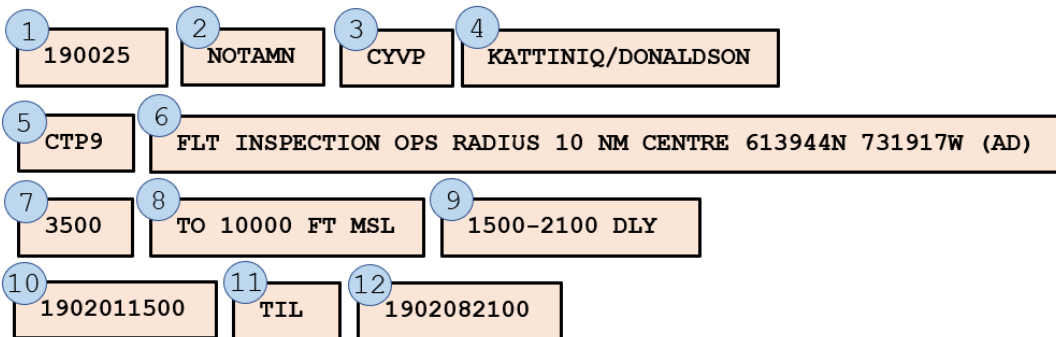 1 190025 2 NOTAMN 3 CYVP 4 KATTINIQ/DONALDSON
5 CTP9 6 FLT INSPECTION OPS RADIUS 10 NM CENTRE 613944N 731917W (AD)
7 3500 8 TO 10000 FT MSL 9 1500-2100 DLY
10 1902011500 11 TIL 12 1902082100